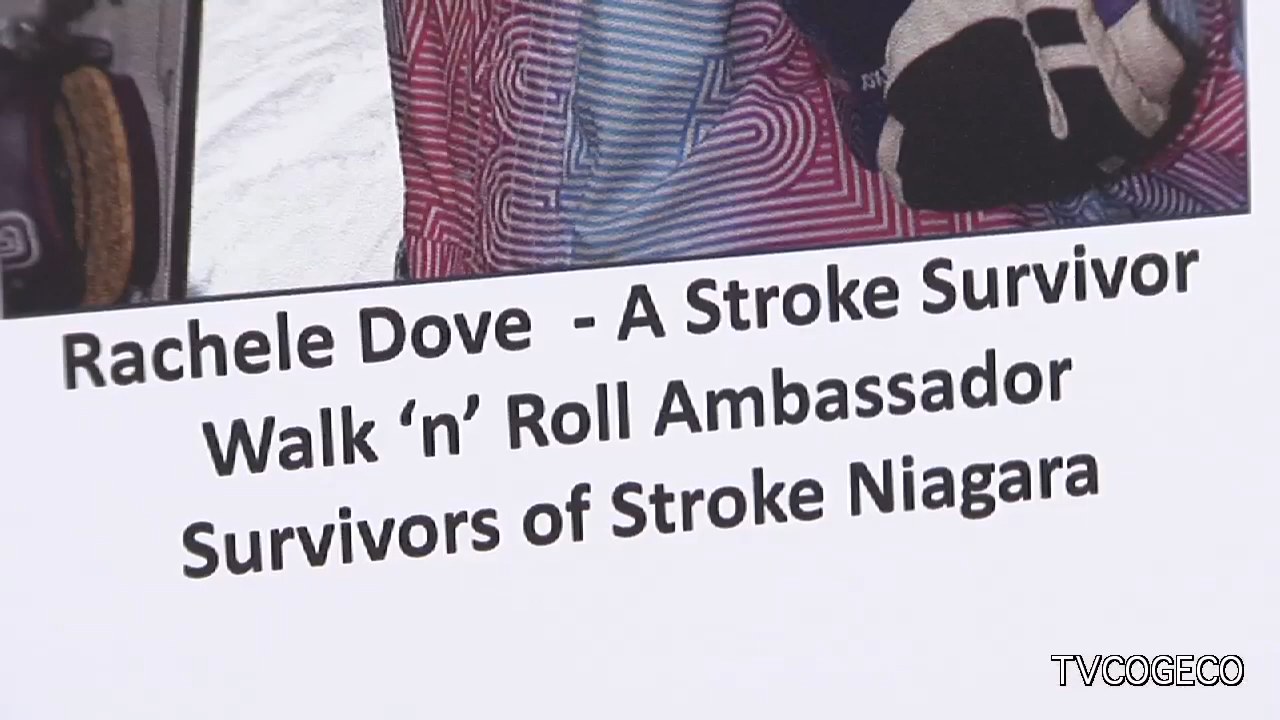 Rachele Dove - A Stroke Survivor
Walk ‘n’ Roll Ambassador
Survivors of Stroke Niagara
TVCOGECO